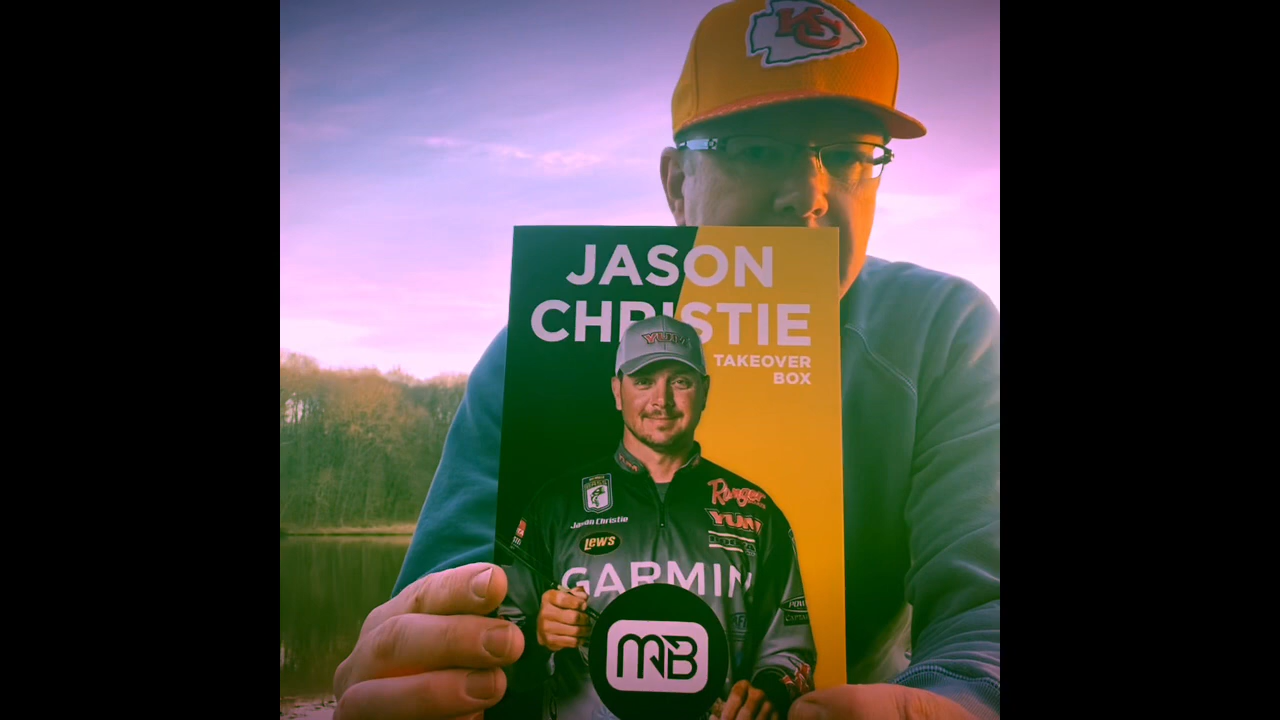 KC
JASON
CHRISTIE
TAKEOVER
BOX
YUM
Ranger
Jason Christie
YUM
Lew's
GARMIN
MB